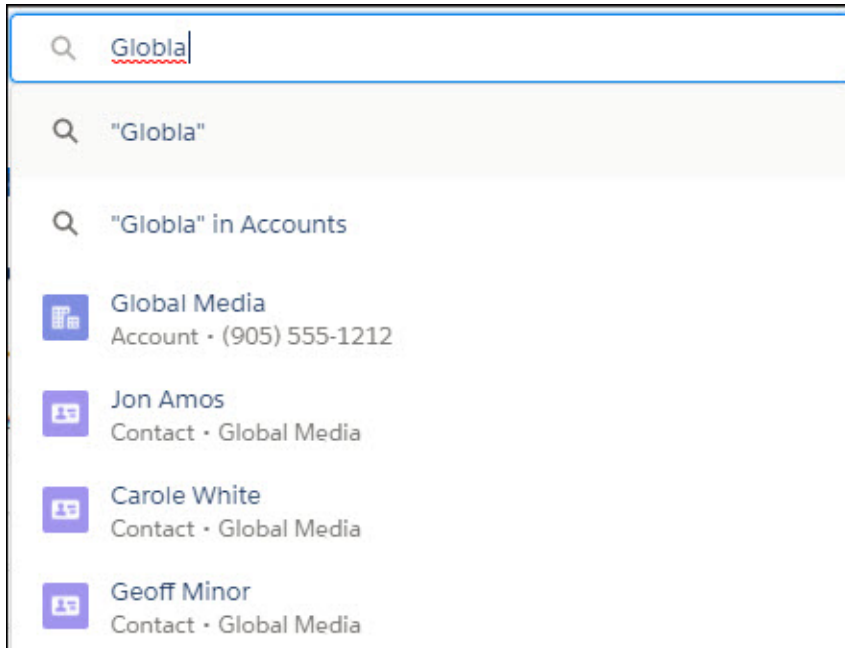 Globla
"Globla"
"Globla" in Accounts
Global Media
Account • (905) 555-1212
Jon Amos
Contact • Global Media
Carole White
Contact • Global Media
Geoff Minor
Contact • Global Media